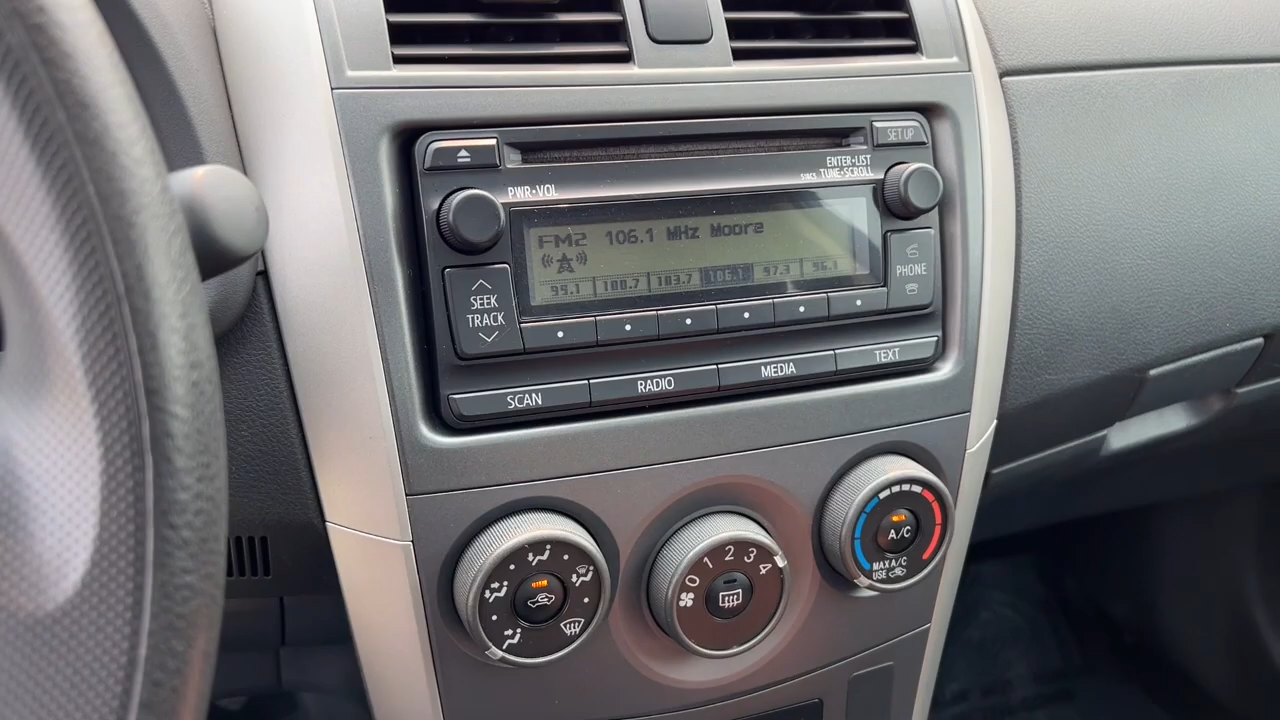 SET UP
ENTER•LIST
TUNE•SCROLL
PWR•VOL
FM2 106.1 MHz Moore
99.1 100.7 103.7 106.1 97.3 96.1
SEEK
TRACK
PHONE
SCAN RADIO MEDIA TEXT
0 1 2 3 4
A/C
MAX A/C
USE